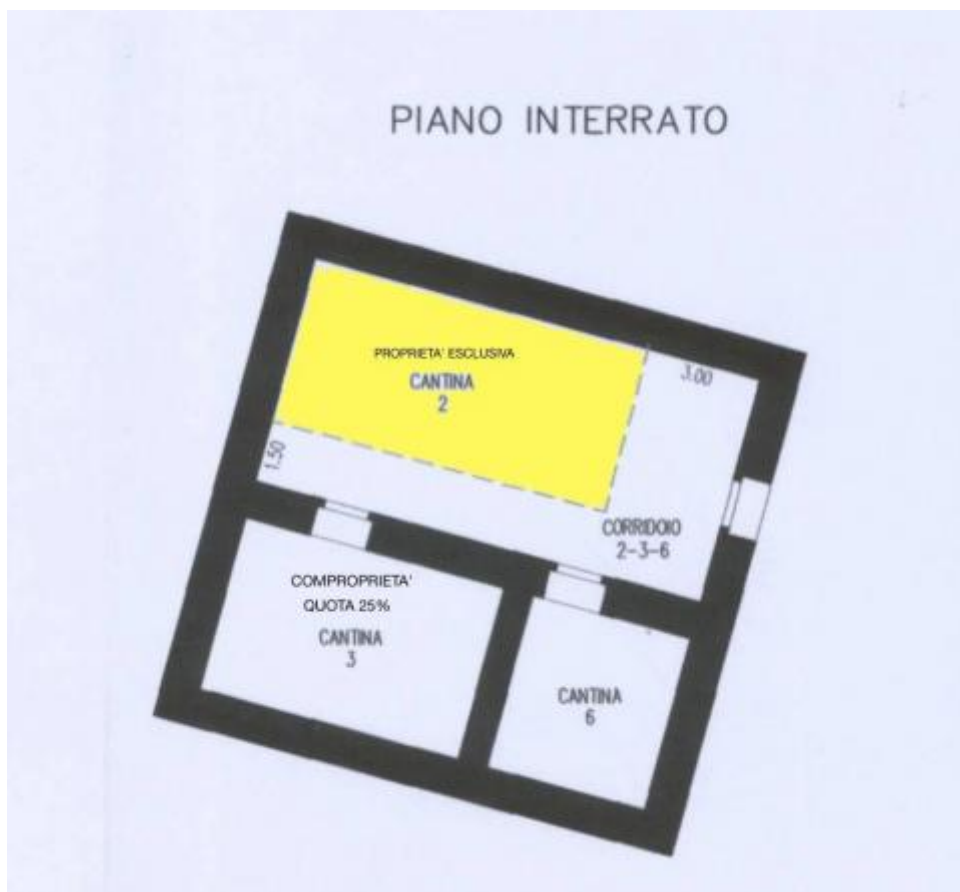 PIANO INTERRATO
PROPRIETA' ESCLUSIVA
CANTINA
2
3.00
1.50
CORRIDOIO
2-3-6
COMPROPRIETA'
QUOTA 25%
CANTINA
3
CANTINA
6